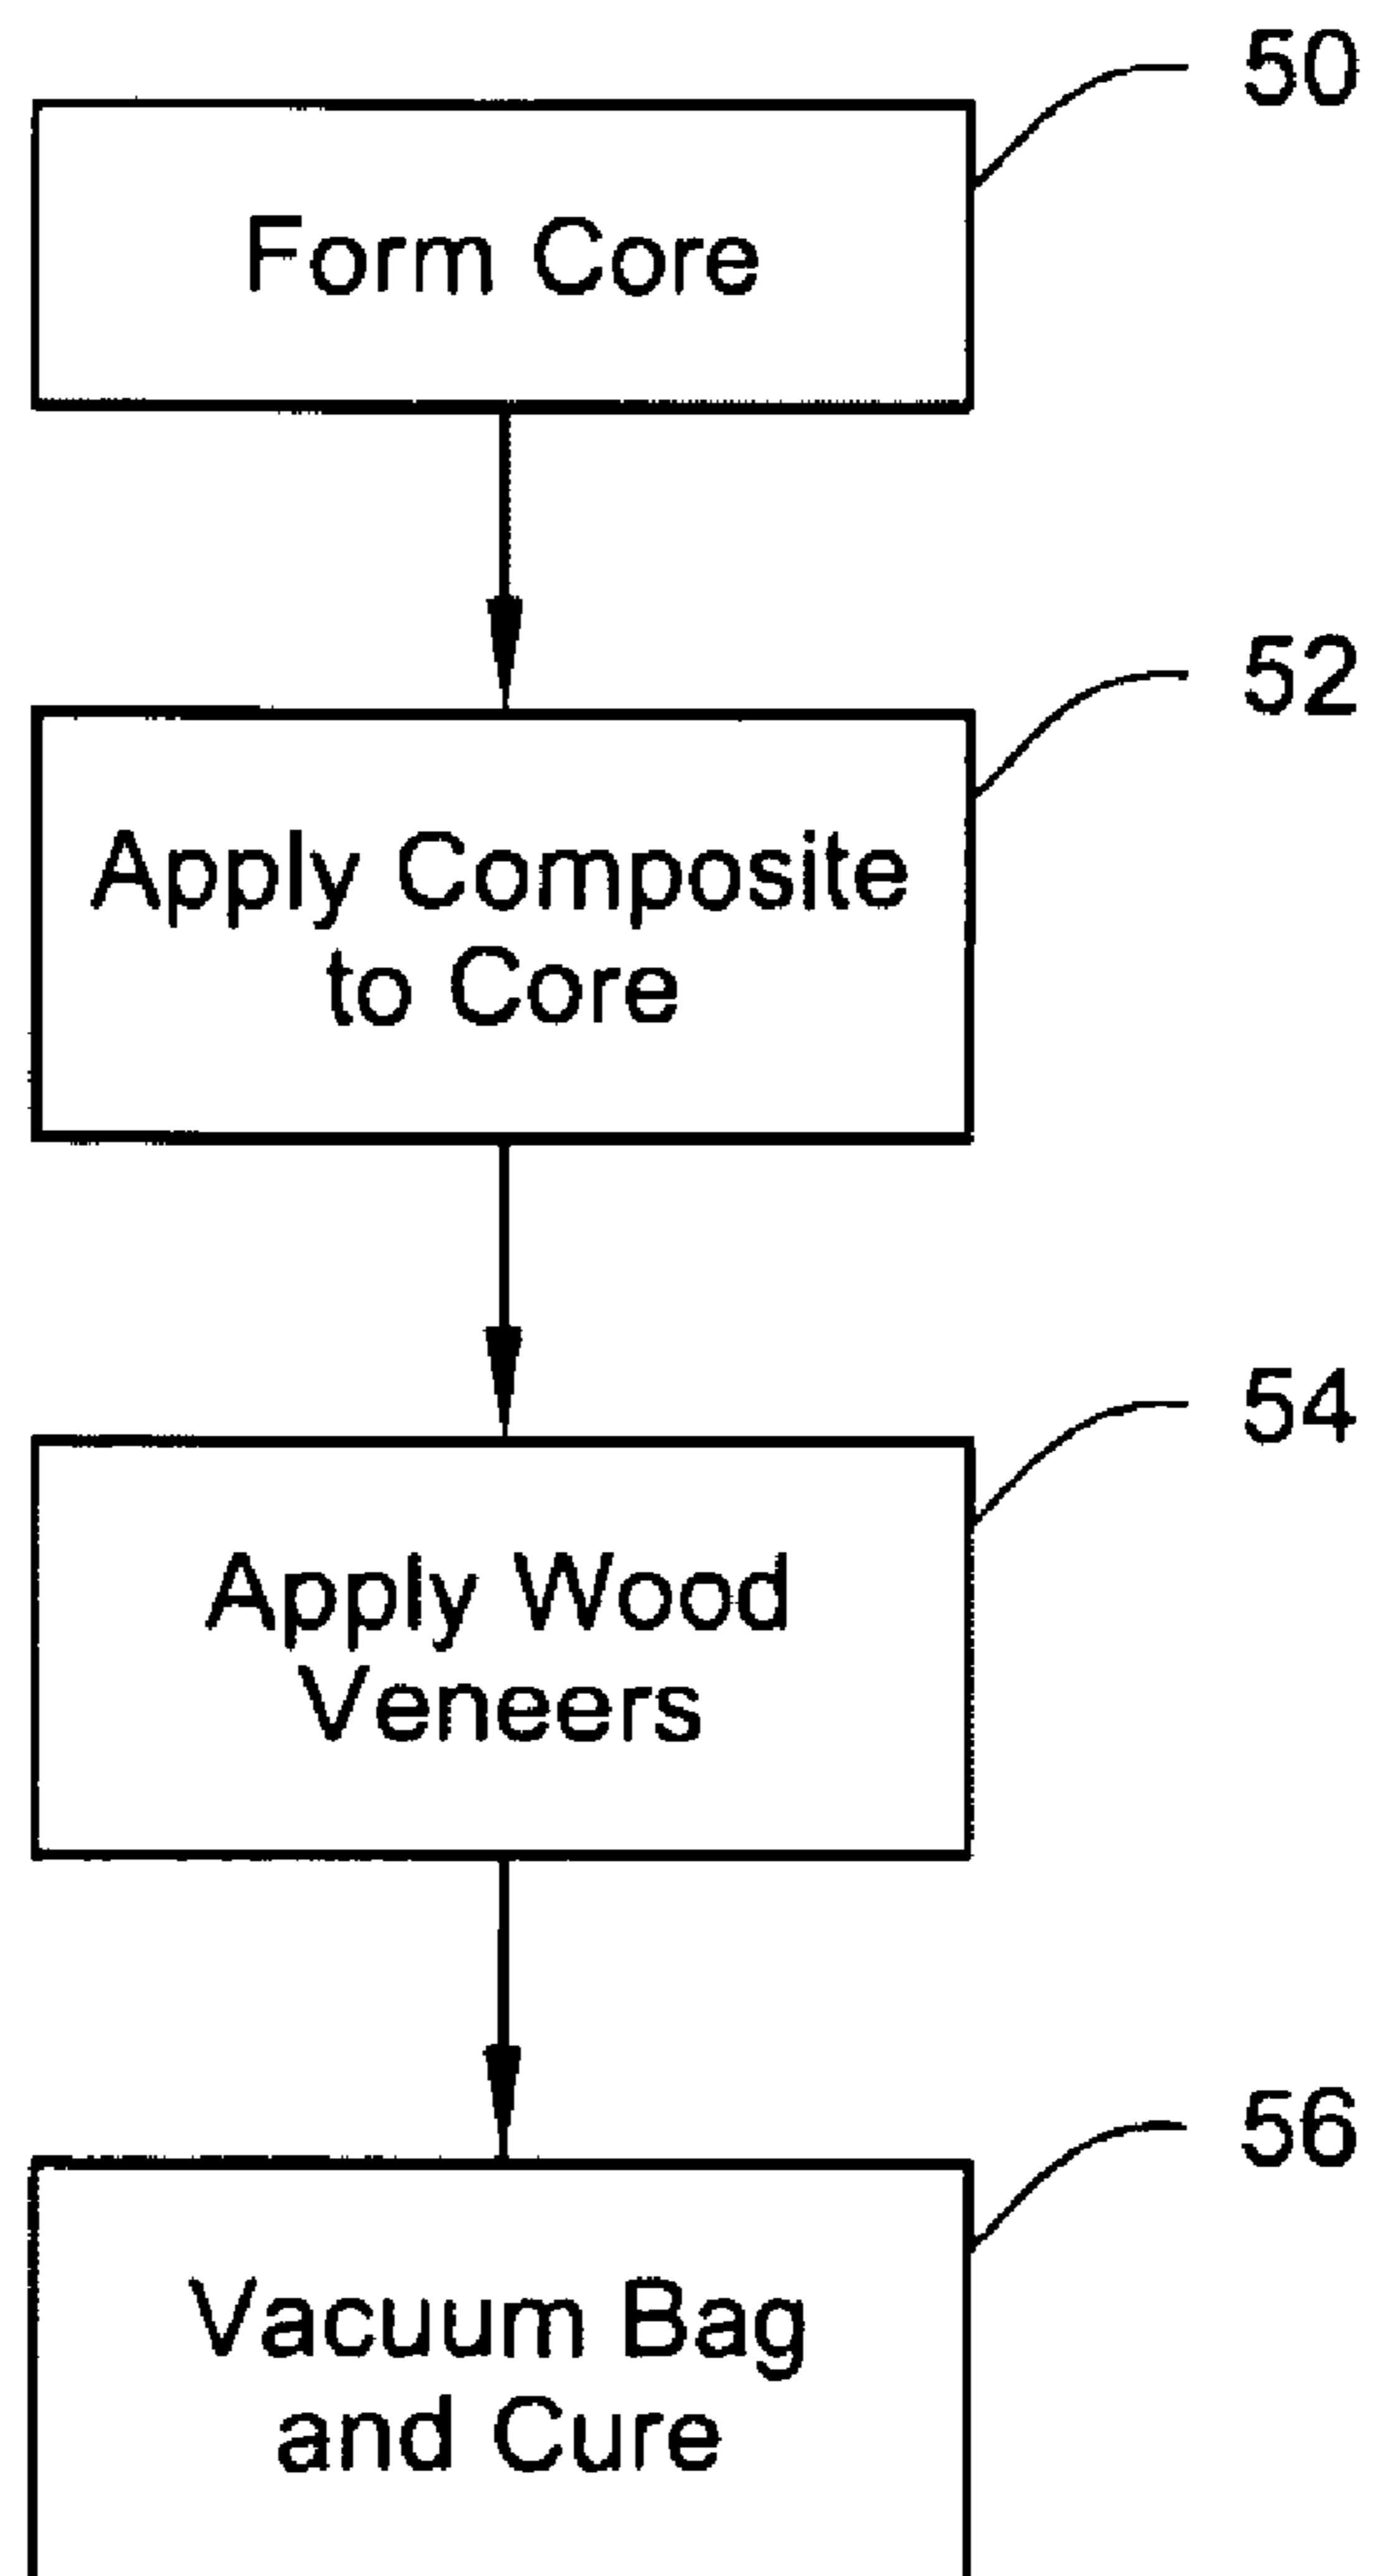 50
Form Core
52
Apply Composite
to Core
54
Apply Wood
Veneers
56
Vacuum Bag
and Cure